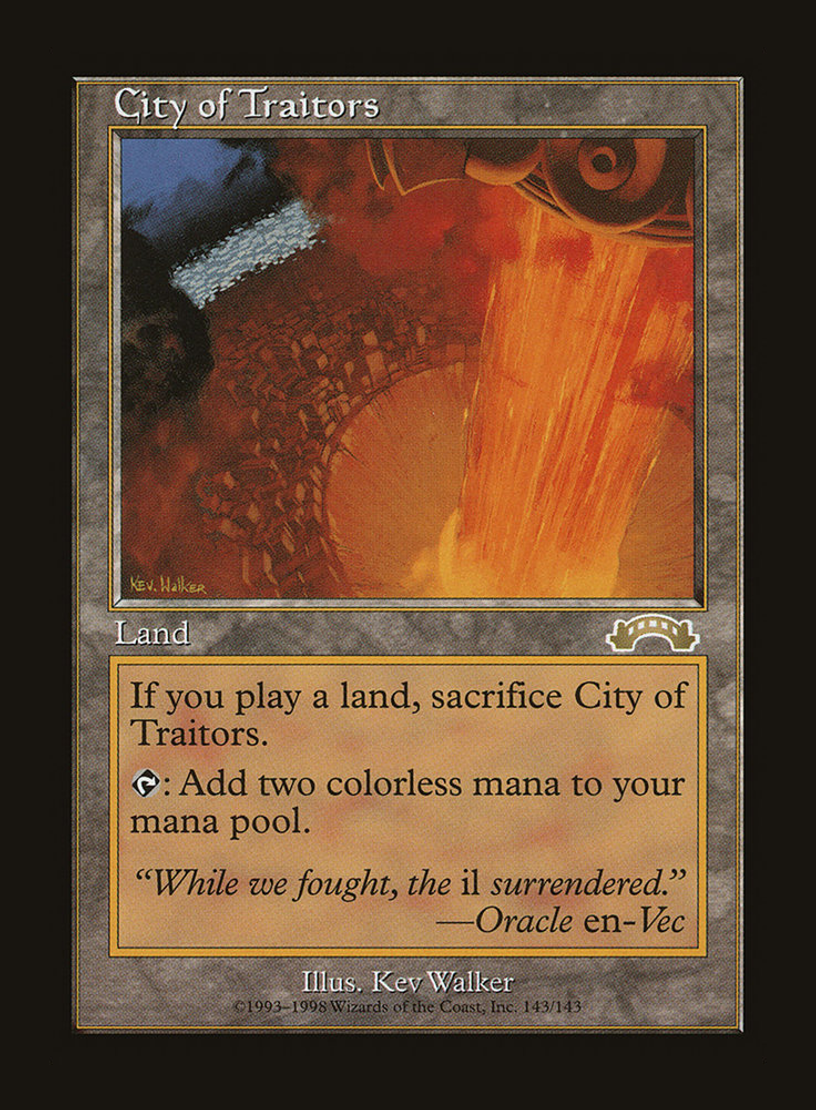 City of Traitors
Kev. Walker
Land
If you play a land, sacrifice City of
Traitors.
: Add two colorless mana to your
mana pool.
“While we fought, the il surrendered.”
—Oracle en-Vec
Illus. Kev Walker
©1993–1998 Wizards of the Coast, Inc. 143/143